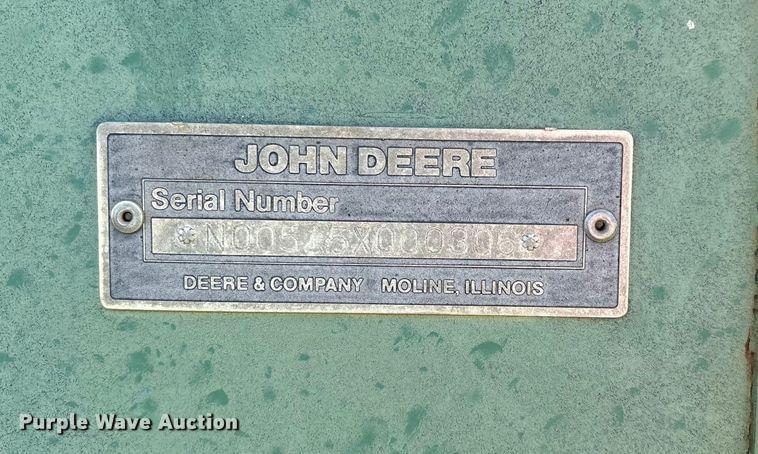 JOHN DEERE
Serial Number
DEERE & COMPANY MOLINE, ILLINOIS
Purple Wave Auction